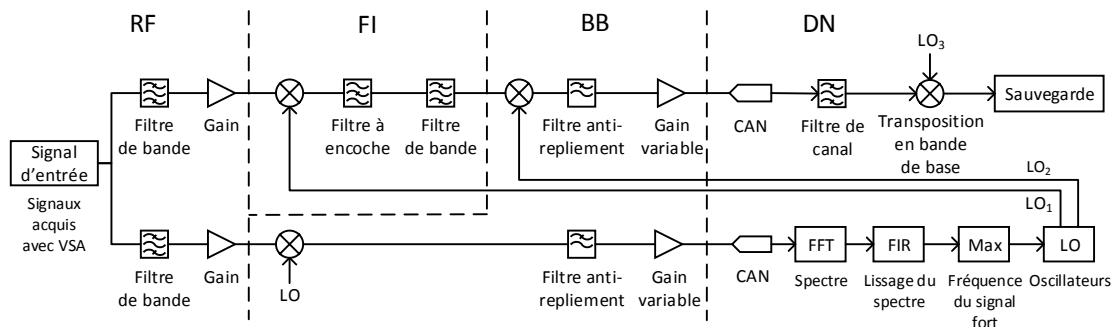 RF
FI
BB
DN
LO3
Sauvegarde
Filtre
de bande
Gain
Filtre à
encoche
Filtre
de bande
Filtre anti-
repliement
Gain
variable
CAN
Filtre de
canal
Transposition
en bande
de base
Signal
d'entrée
Signaux
acquis
avec VSA
LO2
LO1
Filtre
de bande
Gain
LO
Filtre anti-
repliement
Gain
variable
CAN
FFT
FIR
Max
LO
Spectre
Lissage du
spectre
Fréquence
du signal
fort
Oscillateurs